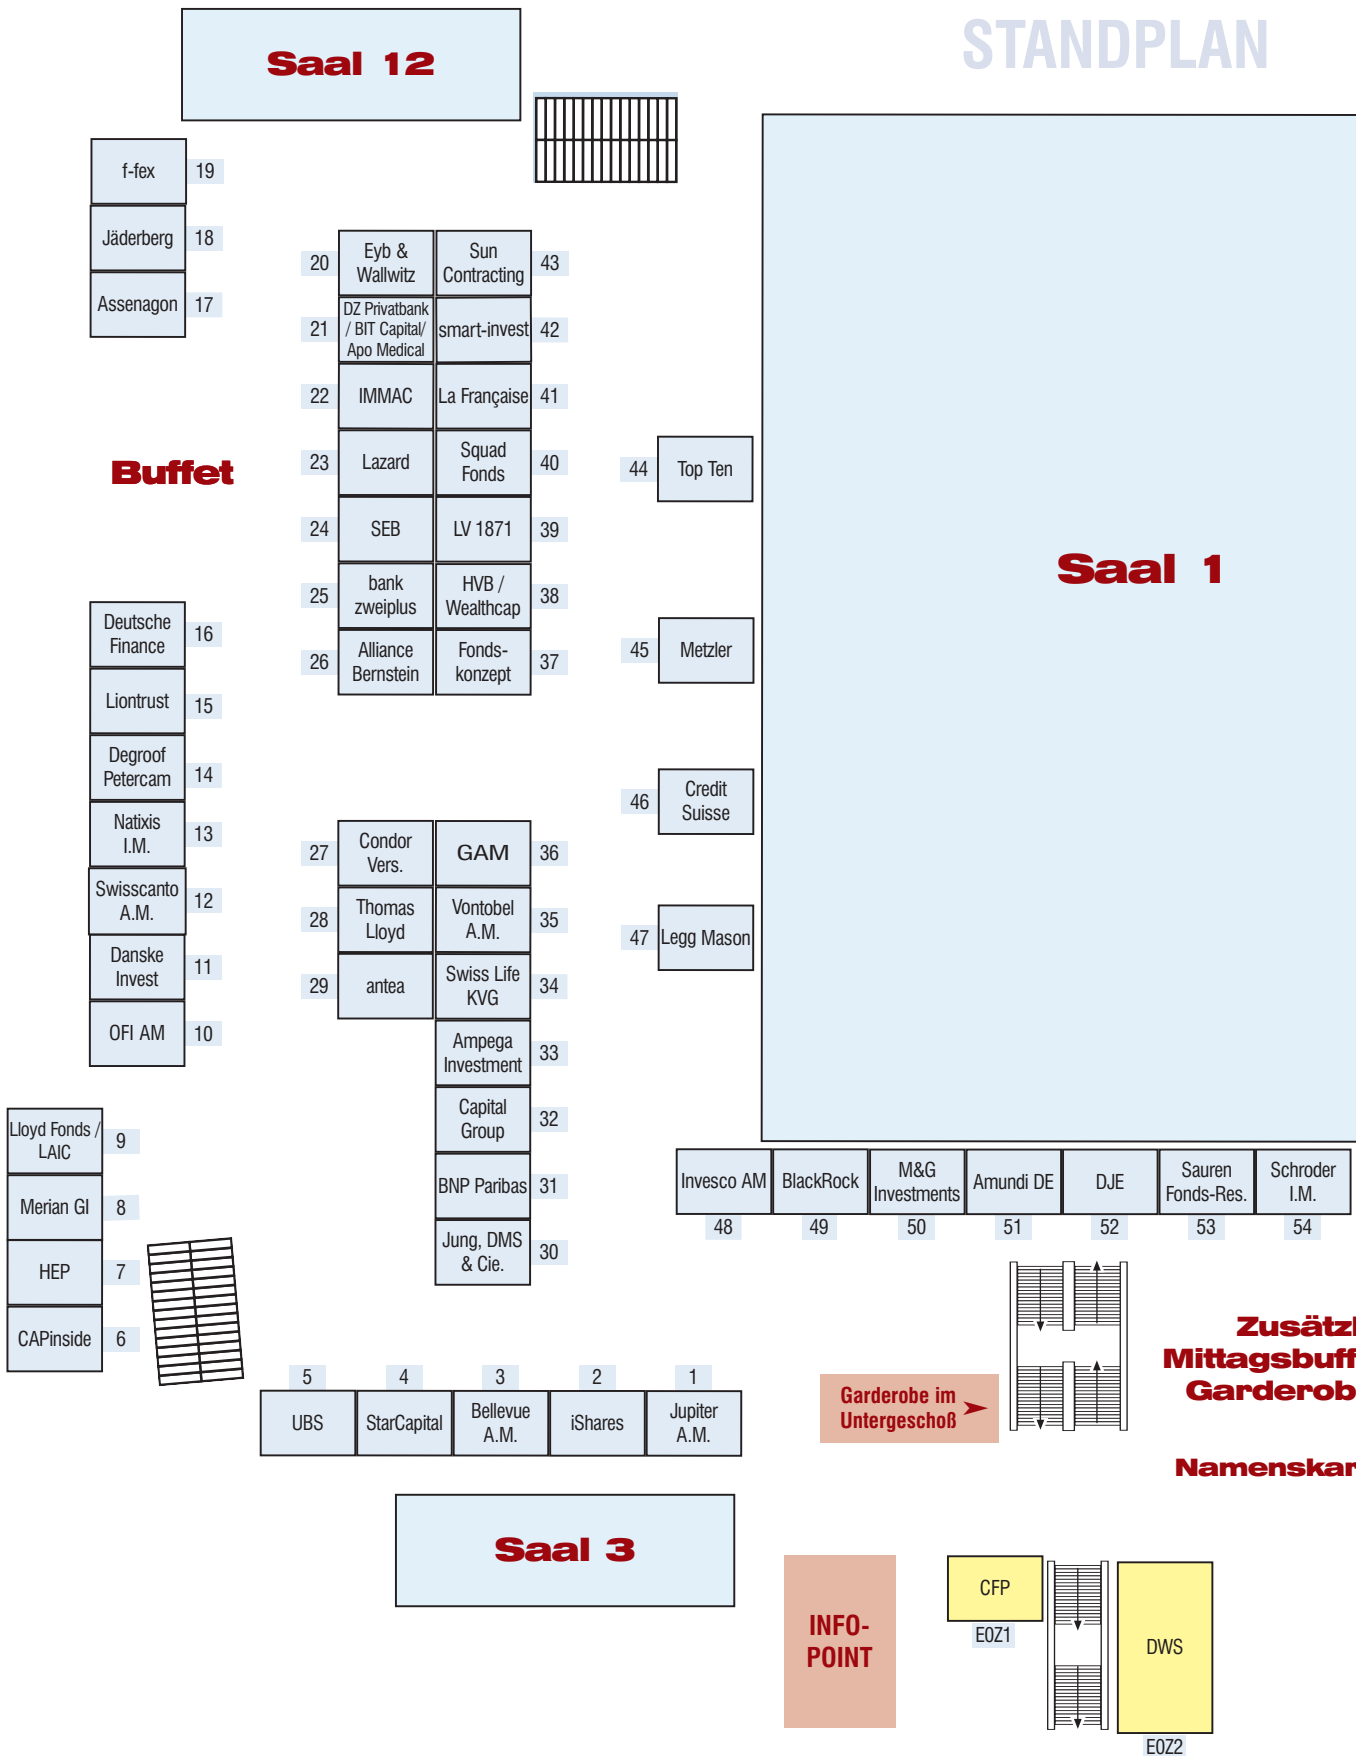 STANDPLAN
Saal 12
f-fex
19
Jäderberg
18
Assenagon
17
Buffet
20
Eyb &
Wallwitz
Sun
Contracting
43
21
DZ Privatbank
/ BIT Capital/
Apo Medical
smart-invest
42
22
IMMAC
La Française
41
23
Lazard
Squad
Fonds
40
24
SEB
LV 1871
39
25
bank
zweiplus
HVB /
Wealthcap
38
26
Alliance
Bernstein
Fonds-
konzept
37
44
Top Ten
45
Metzler
46
Credit
Suisse
47
Legg Mason
Saal 1
Deutsche
Finance
16
Liontrust
15
Degroof
Petercam
14
Natixis
I.M.
13
Swisscanto
A.M.
12
Danske
Invest
11
OFI AM
10
27
Condor
Vers.
GAM
36
28
Thomas
Lloyd
Vontobel
A.M.
35
29
antea
Swiss Life
KVG
34
Ampega
Investment
33
Capital
Group
32
BNP Paribas
31
Jung, DMS
& Cie.
30
Lloyd Fonds /
LAIC
9
Merian GI
8
HEP
7
CAPinside
6
Invesco AM
BlackRock
M&G
Investments
Amundi DE
DJE
Sauren
Fonds-Res.
Schroder
I.M.
48
49
50
51
52
53
54
5
4
3
2
1
UBS
StarCapital
Bellevue
A.M.
iShares
Jupiter
A.M.
Garderobe im
Untergeschoß
Zusätzl
Mittagsbuff
Garderob
Namenskar
Saal 3
INFO-
POINT
CFP
E0Z1
DWS
E0Z2